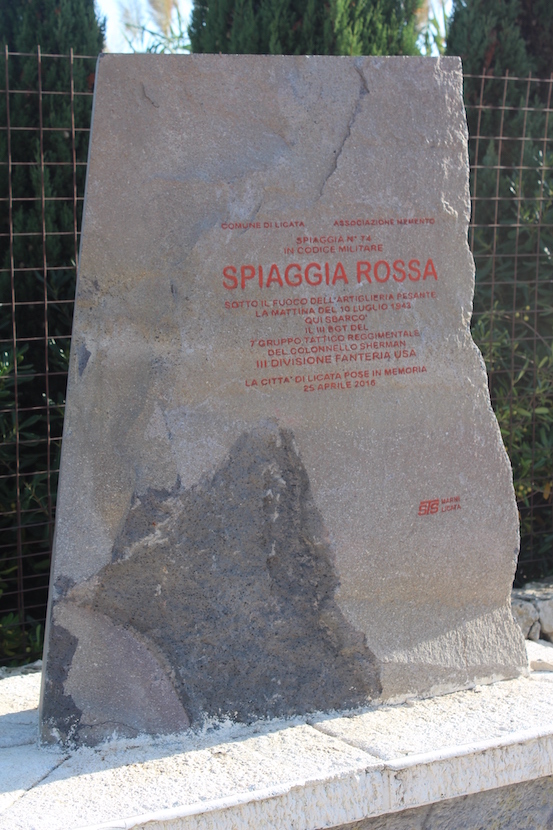 COMUNE DI LICATA ASSOCIAZIONE MEMENTO
SPIAGGIA N° 74
IN CODICE MILITARE
SPIAGGIA ROSSA
SOTTO IL FUOCO DELL'ARTIGLIERIA PESANTE
LA MATTINA DEL 10 LUGLIO 1943
QUI SBARCO'
IL III BGT DEL
7°GRUPPO TATTICO REGGIMENTALE
DEL COLONNELLO SHERMAN
III DIVISIONE FANTERIA USA
LA CITTA' DI LICATA POSE IN MEMORIA
25 APRILE 2016
STS MARMI
LICATA